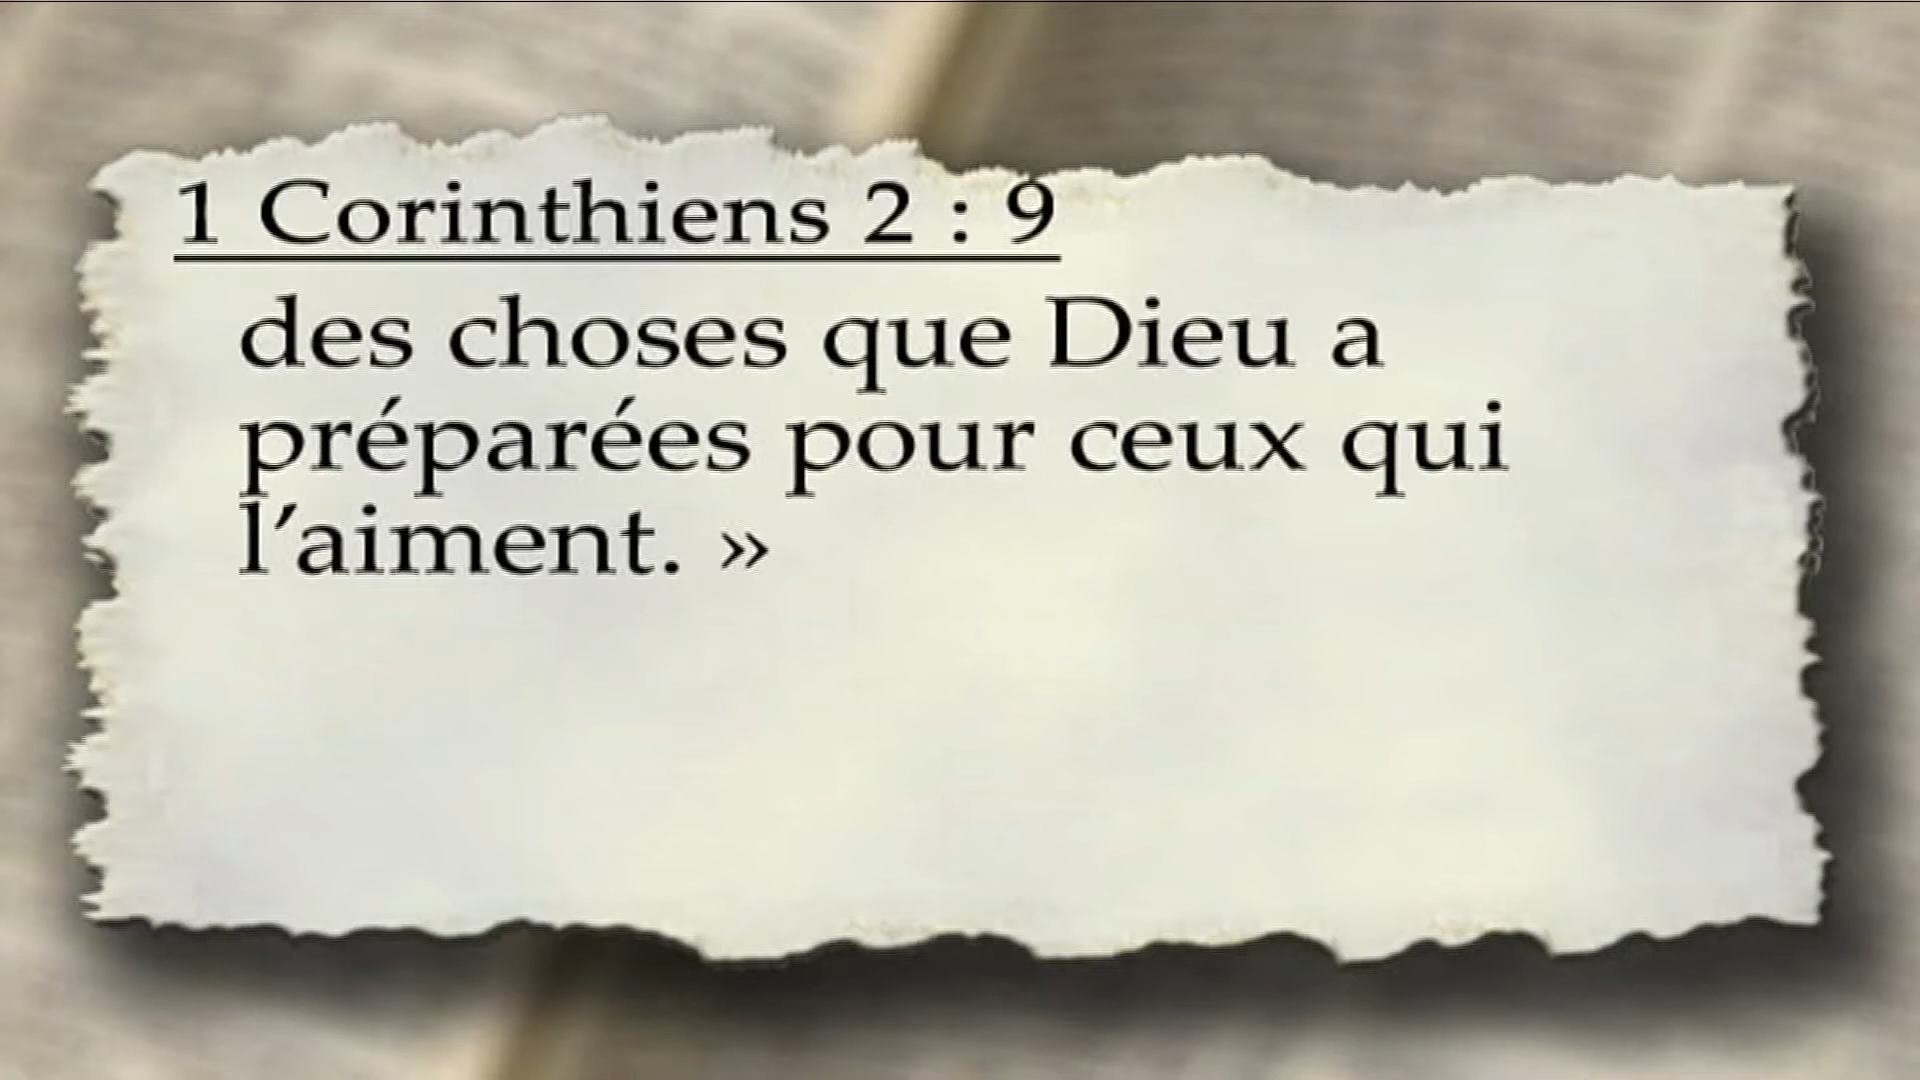 1 Corinthiens 2 : 9
des choses que Dieu a
préparées pour ceux qui
l’aiment. »